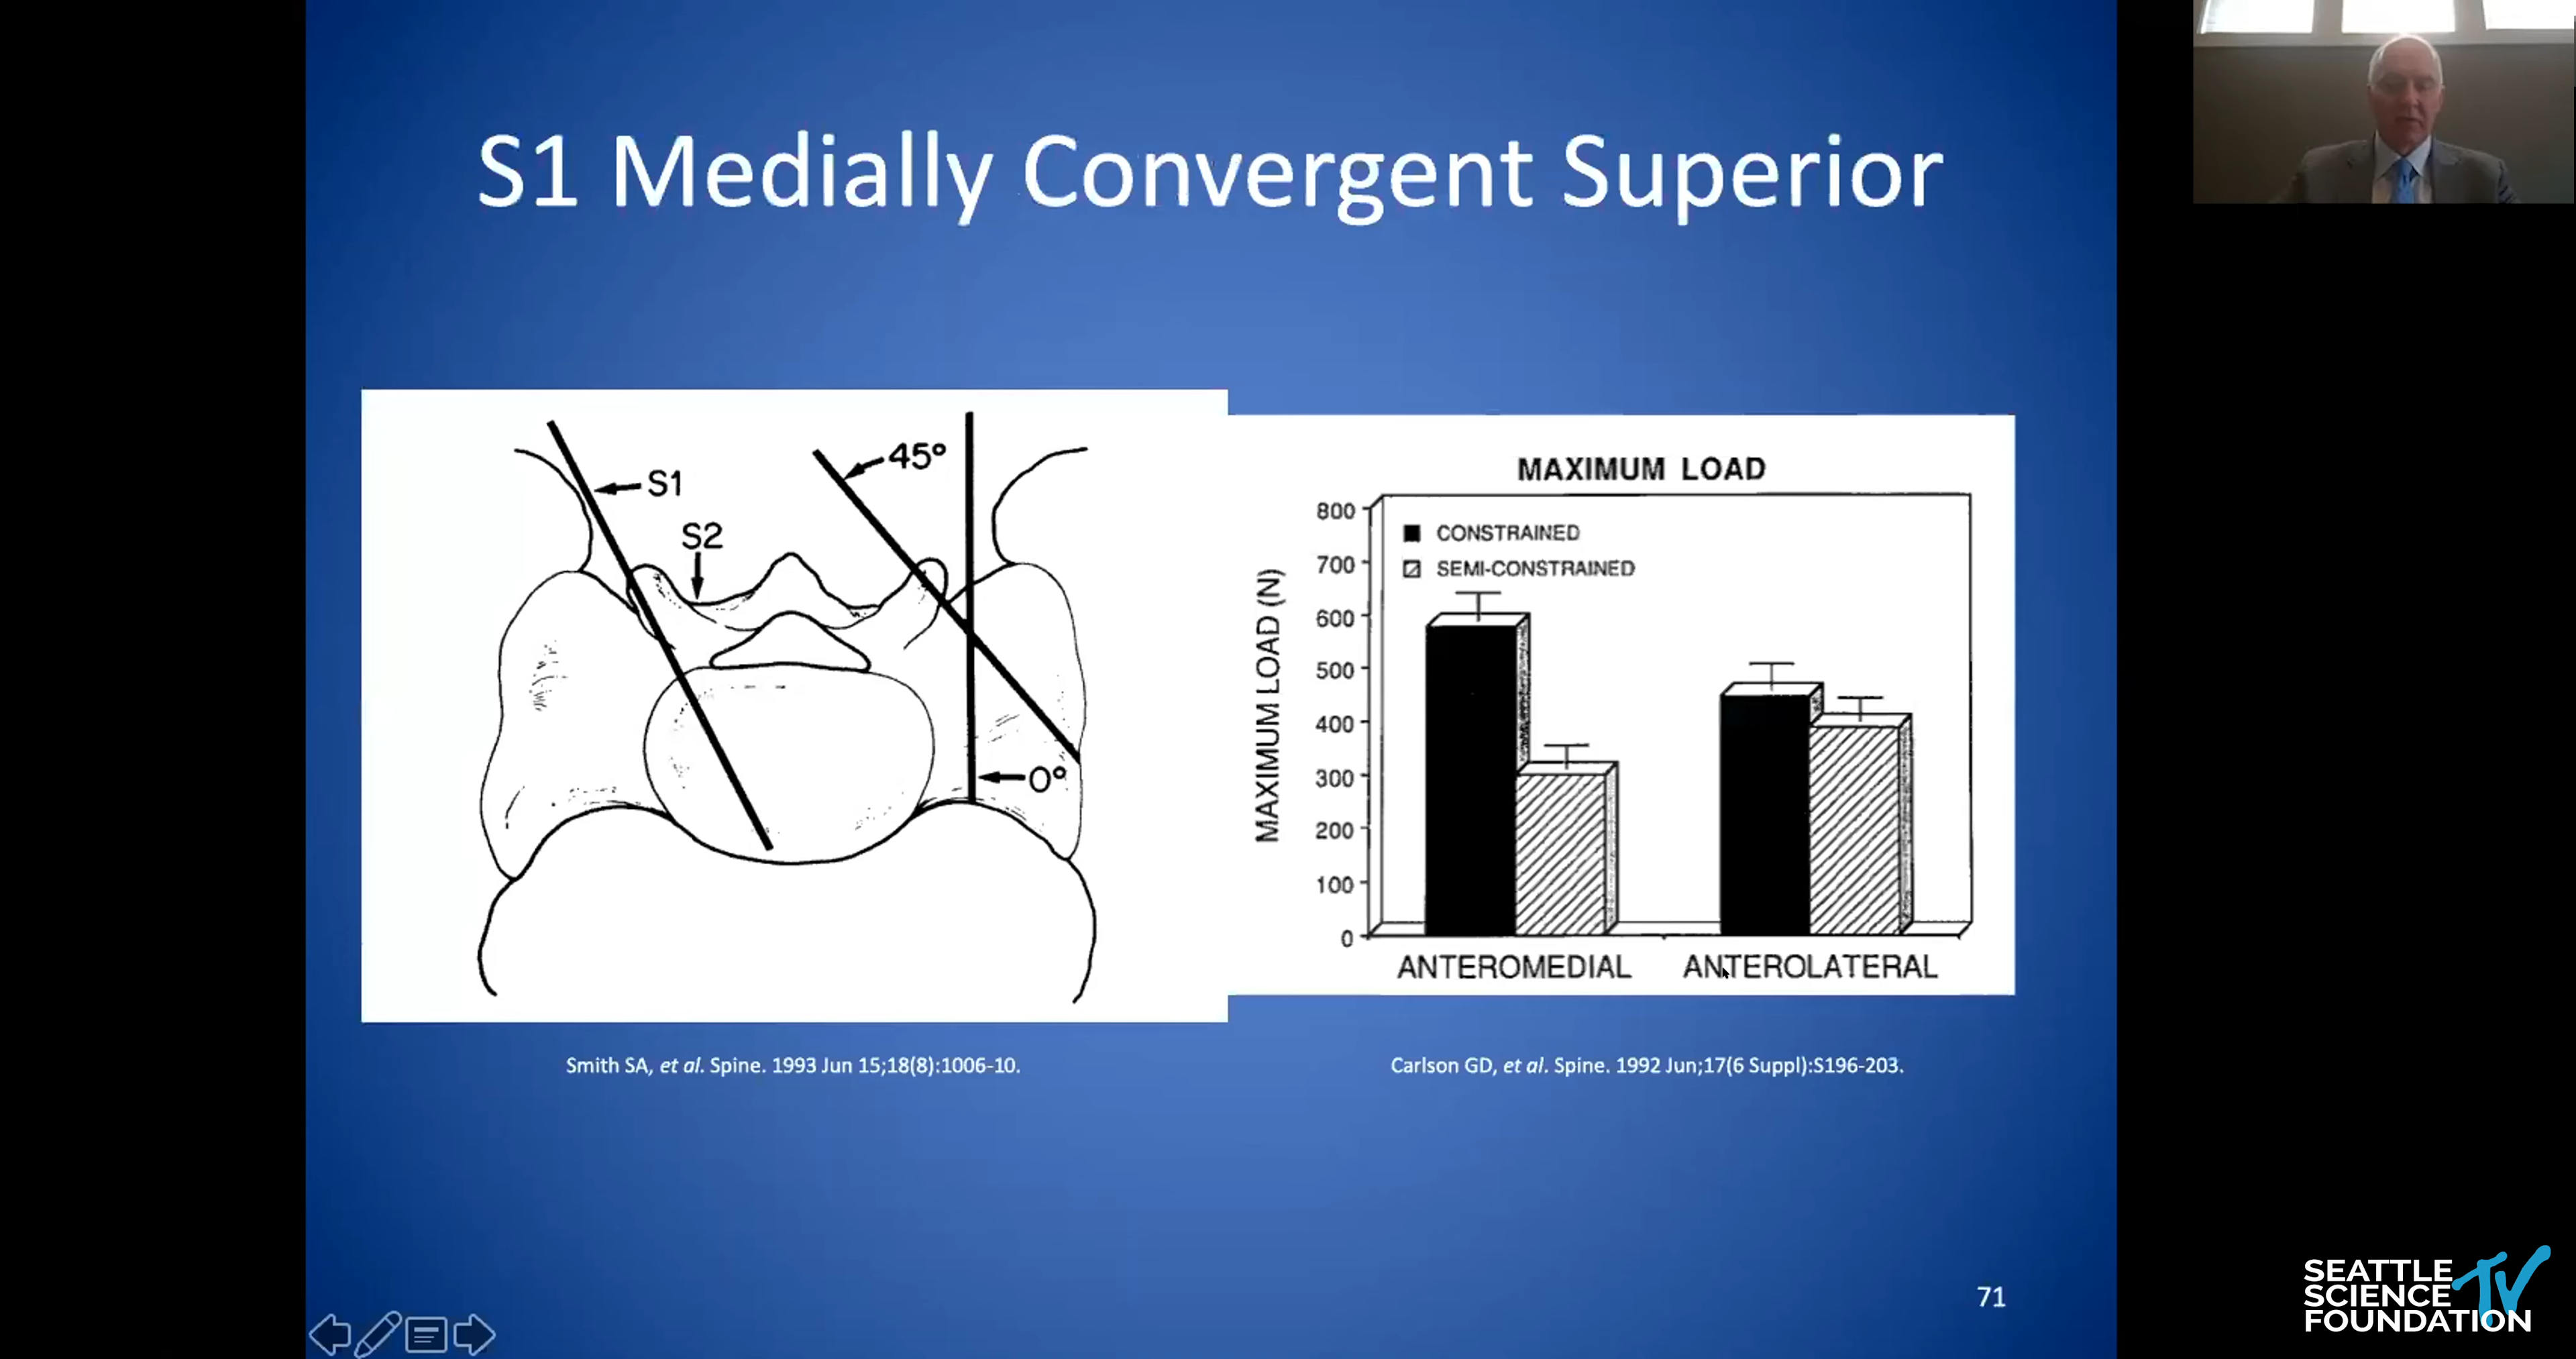 S1 Medially Convergent Superior
S1
S2
45°
0°
MAXIMUM LOAD
CONSTRAINED
SEMI-CONSTRAINED
MAXIMUM LOAD (N)
800
700
600
500
400
300
200
100
0
ANTEROMEDIAL ANTEROLATERAL
Smith SA, et al. Spine. 1993 Jun 15;18(8):1006-10.
Carlson GD, et al. Spine. 1992 Jun;17(6 Suppl):S196-203.
71
SEATTLE
SCIENCE TV
FOUNDATION